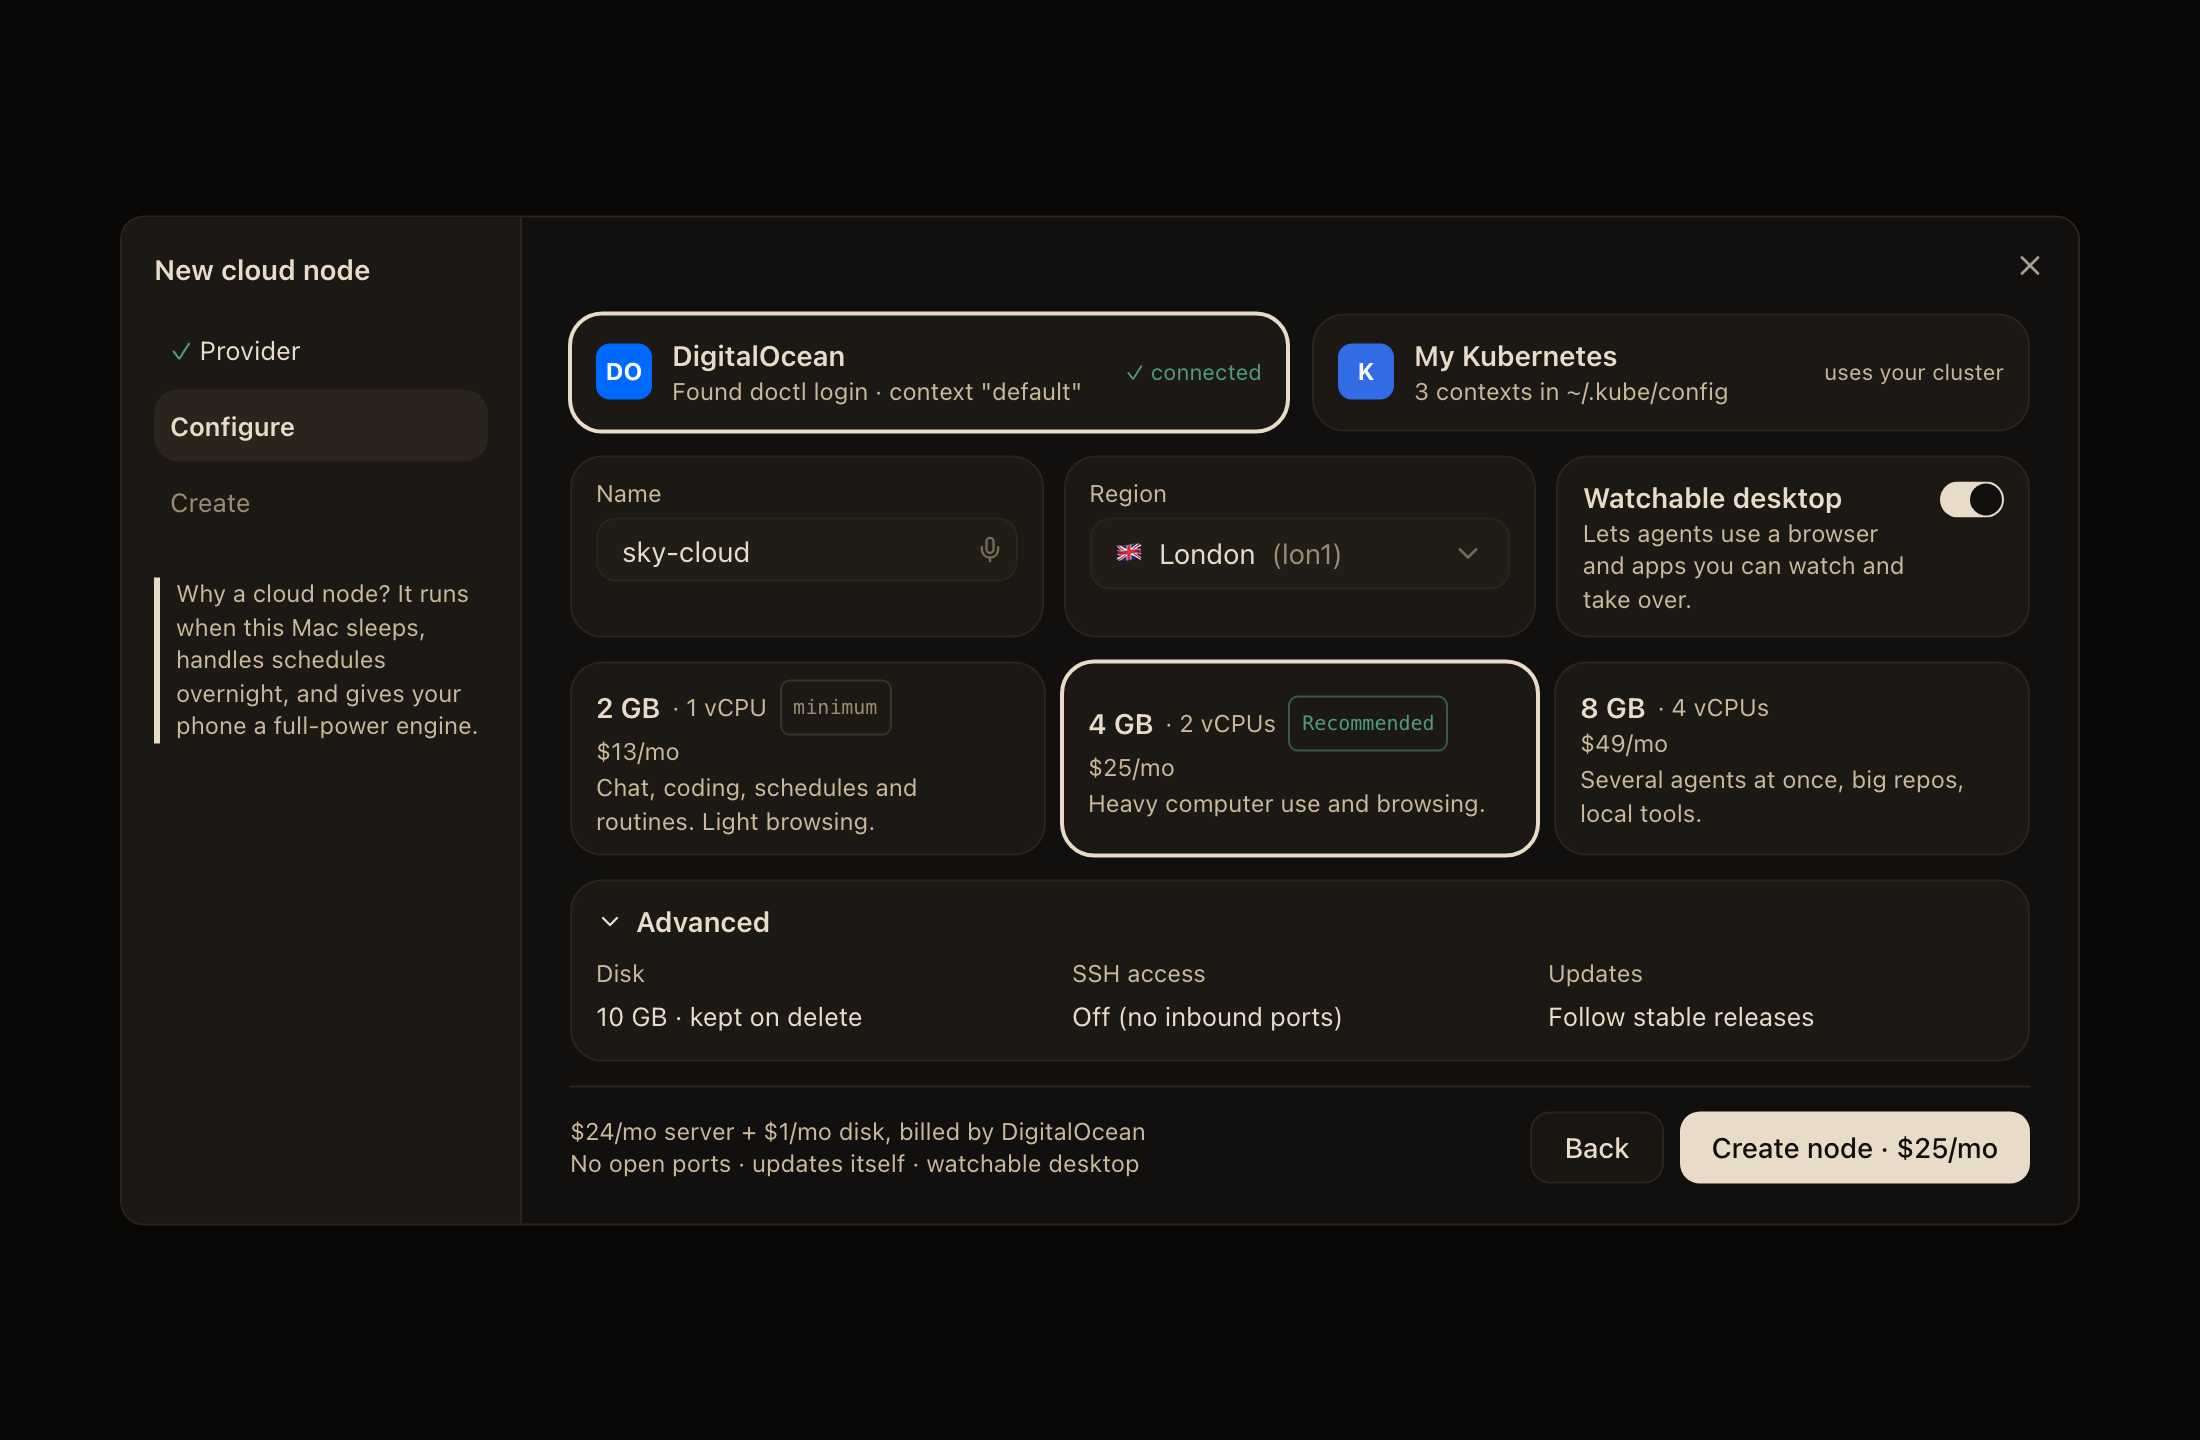 New cloud node
✓ Provider
Configure
Create
Why a cloud node? It runs
when this Mac sleeps,
handles schedules
overnight, and gives your
phone a full-power engine.
DO
DigitalOcean
Found doctl login · context "default"
✓ connected
K
My Kubernetes
3 contexts in ~/.kube/config
uses your cluster
Name
sky-cloud
Region
London (lon1)
Watchable desktop
Lets agents use a browser
and apps you can watch and
take over.
2 GB · 1 vCPU minimum
$13/mo
Chat, coding, schedules and
routines. Light browsing.
4 GB · 2 vCPUs Recommended
$25/mo
Heavy computer use and browsing.
8 GB · 4 vCPUs
$49/mo
Several agents at once, big repos,
local tools.
Advanced
Disk
10 GB · kept on delete
SSH access
Off (no inbound ports)
Updates
Follow stable releases
$24/mo server + $1/mo disk, billed by DigitalOcean
No open ports · updates itself · watchable desktop
Back
Create node · $25/mo